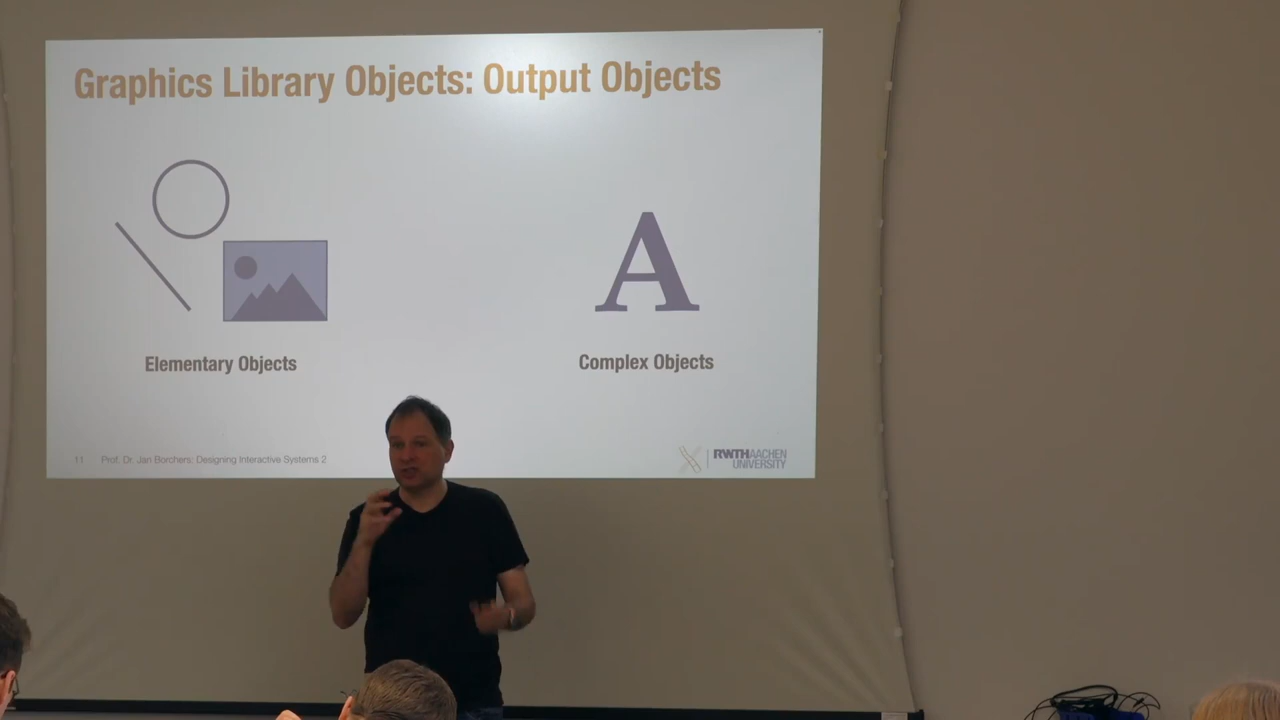 Graphics Library Objects: Output Objects
A
Elementary Objects
Complex Objects
11 Prof. Dr. Jan Borchers: Designing Interactive Systems 2
RWTHAACHEN
UNIVERSITY